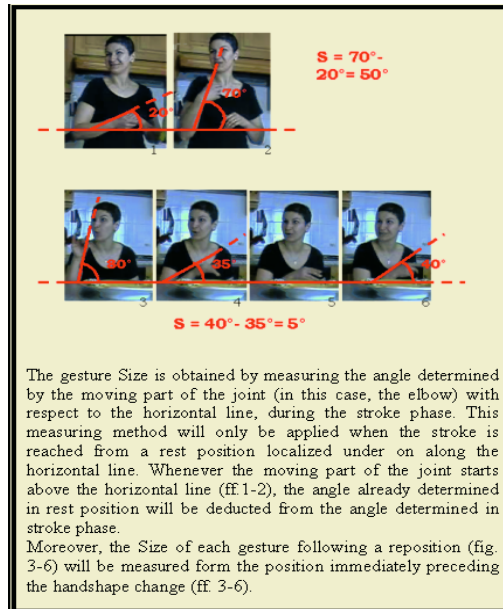 S = 70°-
20°= 50°
20°
70°
1
2
80°
35°
40°
3
4
5
6
S = 40°- 35°= 5°
The gesture Size is obtained by measuring the angle determined
by the moving part of the joint (in this case, the elbow) with
respect to the horizontal line, during the stroke phase. This
measuring method will only be applied when the stroke is
reached from a rest position localized under on along the
horizontal line. Whenever the moving part of the joint starts
above the horizontal line (ff.1-2), the angle already determined
in rest position will be deducted from the angle determined in
stroke phase.
Moreover, the Size of each gesture following a reposition (fig.
3-6) will be measured form the position immediately preceding
the handshape change (ff. 3-6).